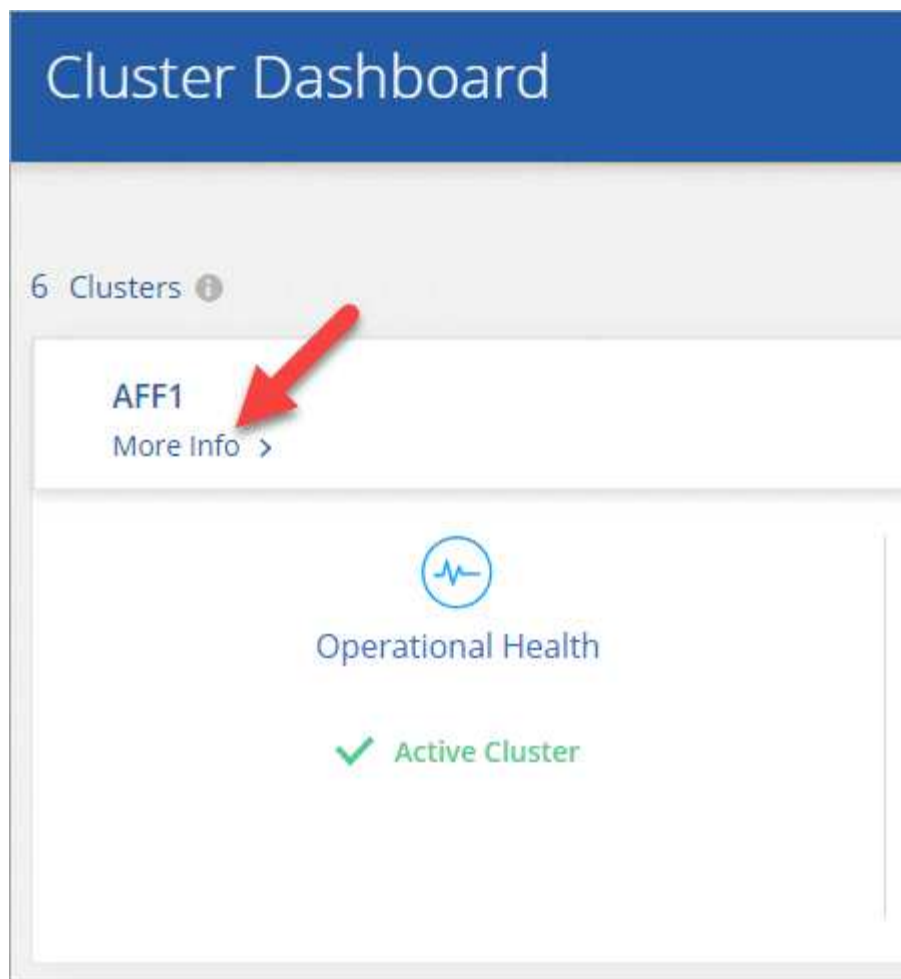 Cluster Dashboard
6 Clusters
AFF1
More Info >
Operational Health
Active Cluster